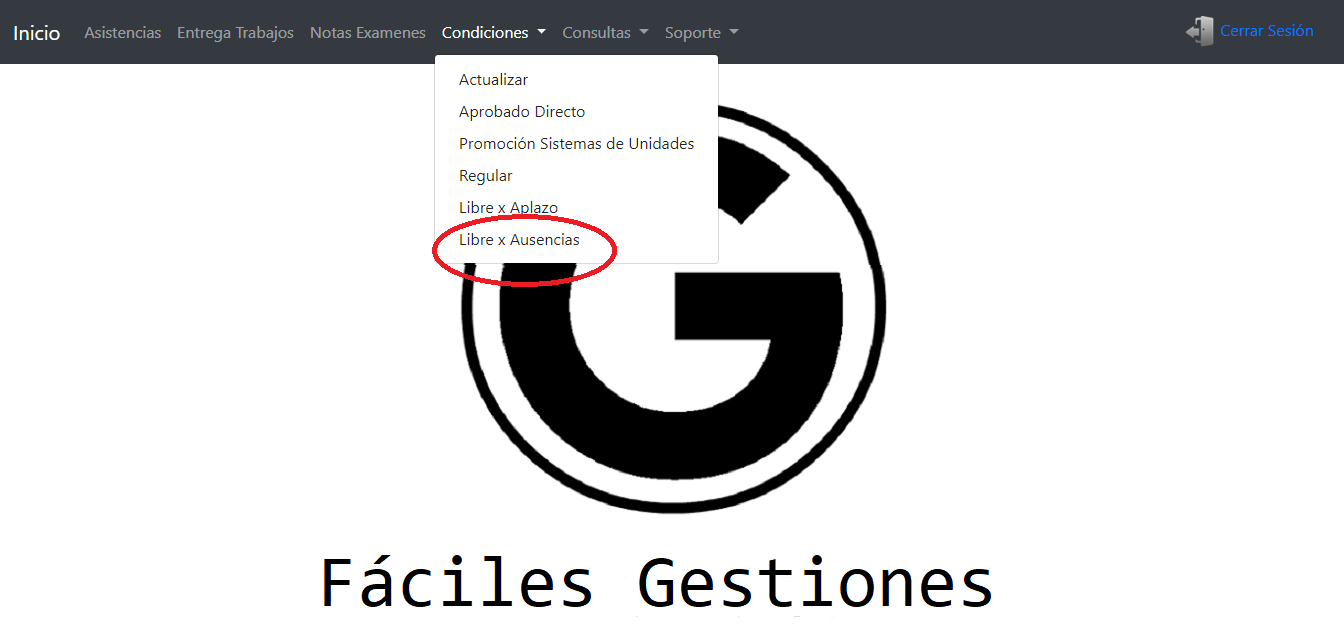 Inicio Asistencias Entrega Trabajos Notas Examenes Condiciones Consultas Soporte Cerrar Sesión
Actualizar
Aprobado Directo
Promoción Sistemas de Unidades
Regular
Libre x Aplazo
Libre x Ausencias
G
Fáciles Gestiones